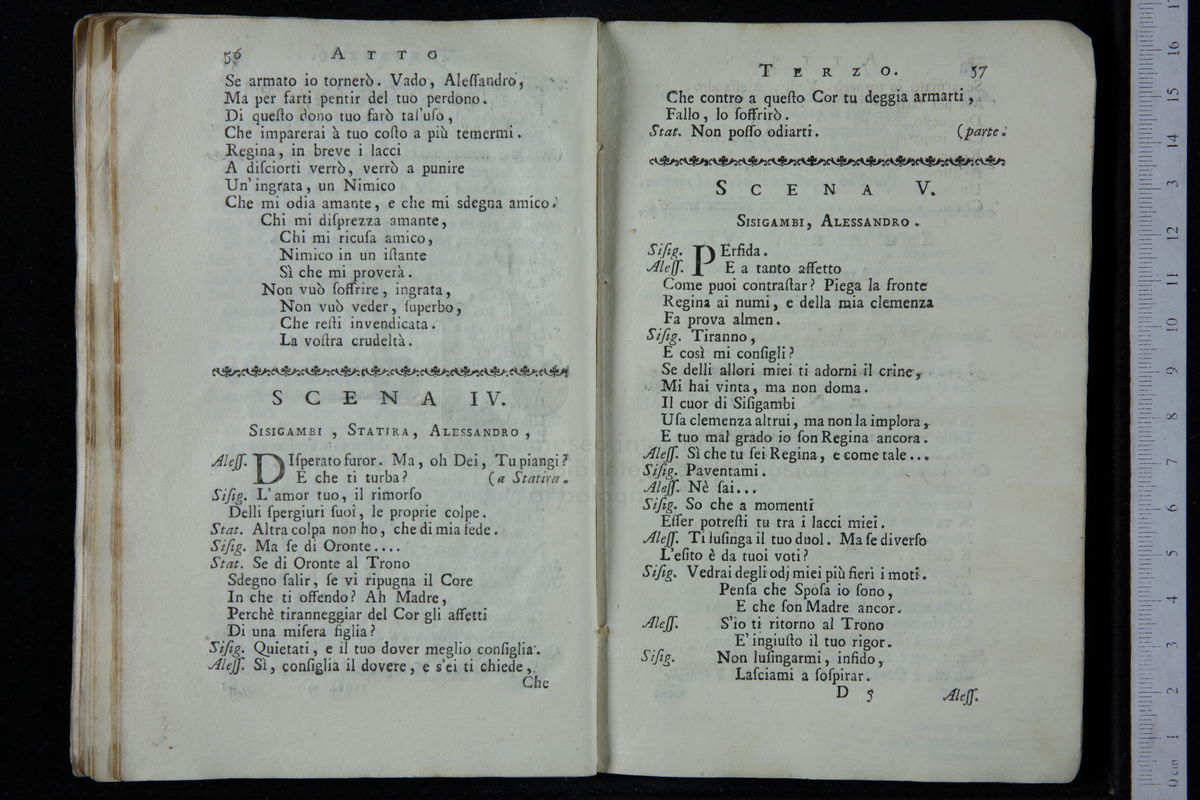 56 ATTO
Se armato io tornerò. Vado, Aleſſandro,
Ma per farti pentir del tuo perdono.
Di queſto dono tuo farò tal'uſo,
Che imparerai à tuo coſto a più temermi.
Regina, in breve i lacci
A diſciorti verrò, verrò a punire
Un'ingrata, un Nimico
Che mi odia amante, e che mi sdegna amico.
Chi mi diſprezza amante,
Chi mi ricuſa amico,
Nimico in un iſtante
Sì che mi proverà.
Non vuò ſoffrire, ingrata,
Non vuò veder, ſuperbo,
Che reſti invendicata.
La voſtra crudeltà.
SCENA IV.
SISIGAMBI, STATIRA, ALESSANDRO,
Aleſſ. DIſperato furor. Ma, oh Dei, Tu piangi?
E che ti turba? (a Statira.
Siſig. L'amor tuo, il rimorſo
Delli ſpergiuri ſuoi, le proprie colpe.
Stat. Altra colpa non ho, che di mia fede.
Siſig. Ma ſe di Oronte....
Stat. Se di Oronte al Trono
Sdegno ſalir, ſe vi ripugna il Core
In che ti offendo? Ah Madre,
Perchè tiranneggiar del Cor gli affetti
Di una miſera figlia?
Siſig. Quietati, e il tuo dover meglio conſiglia.
Aleſſ. Sì, conſiglia il dovere, e s'ei ti chiede,
Che
TERZO. 57
Che contro a queſto Cor tu deggia armarti,
Fallo, lo ſoffrirò.
Stat. Non poſſo odiarti. (parte.
SCENA V.
SISIGAMBI, ALESSANDRO.
Siſig. PErfida.
Aleſſ. E a tanto affetto
Come puoi contraſtar? Piega la fronte
Regina ai numi, e della mia clemenza
Fa prova almen.
Siſig. Tiranno,
E così mi conſigli?
Se delli allori miei ti adorni il crine,
Mi hai vinta, ma non doma.
Il cuor di Siſigambi
Uſa clemenza altrui, ma non la implora,
E tuo mal grado io ſon Regina ancora.
Aleſſ. Sì che tu ſei Regina, e come tale...
Siſig. Paventami.
Aleſſ. Nè ſai...
Siſig. So che a momenti
Eſſer potreſti tu tra i lacci miei.
Aleſſ. Ti luſinga il tuo duol. Ma ſe diverſo
L'eſito è da tuoi voti?
Siſig. Vedrai degli odj miei più fieri i moti.
Penſa che Spoſa io ſono,
E che ſon Madre ancor.
Aleſſ. S'io ti ritorno al Trono
E' ingiuſto il tuo rigor.
Siſig. Non luſingarmi, infido,
Laſciami a ſoſpirar.
D 5 Aleſſ.